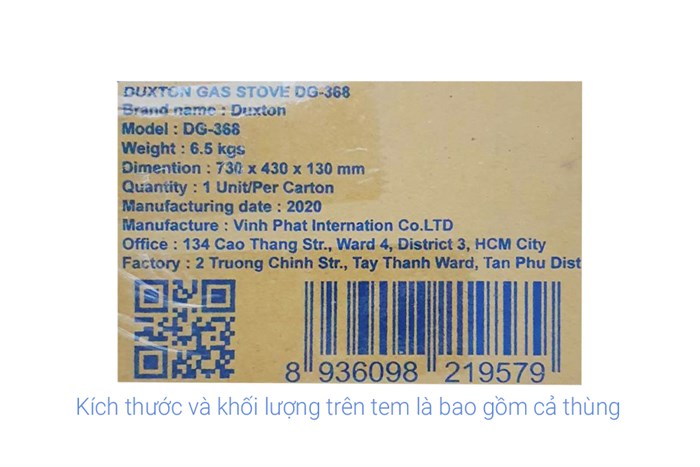 DUXTON GAS STOVE DG-368
Brand name : Duxton
Model : DG-368
Weight : 6.5 kgs
Dimention : 730 x 430 x 130 mm
Quantity : 1 Unit/Per Carton
Manufacturing date : 2020
Manufacture : Vinh Phat Internation Co.LTD
Office : 134 Cao Thang Str., Ward 4, District 3, HCM City
Factory : 2 Truong Chinh Str., Tay Thanh Ward, Tan Phu Dist
8 936098 219579
Kích thước và khối lượng trên tem là bao gồm cả thùng